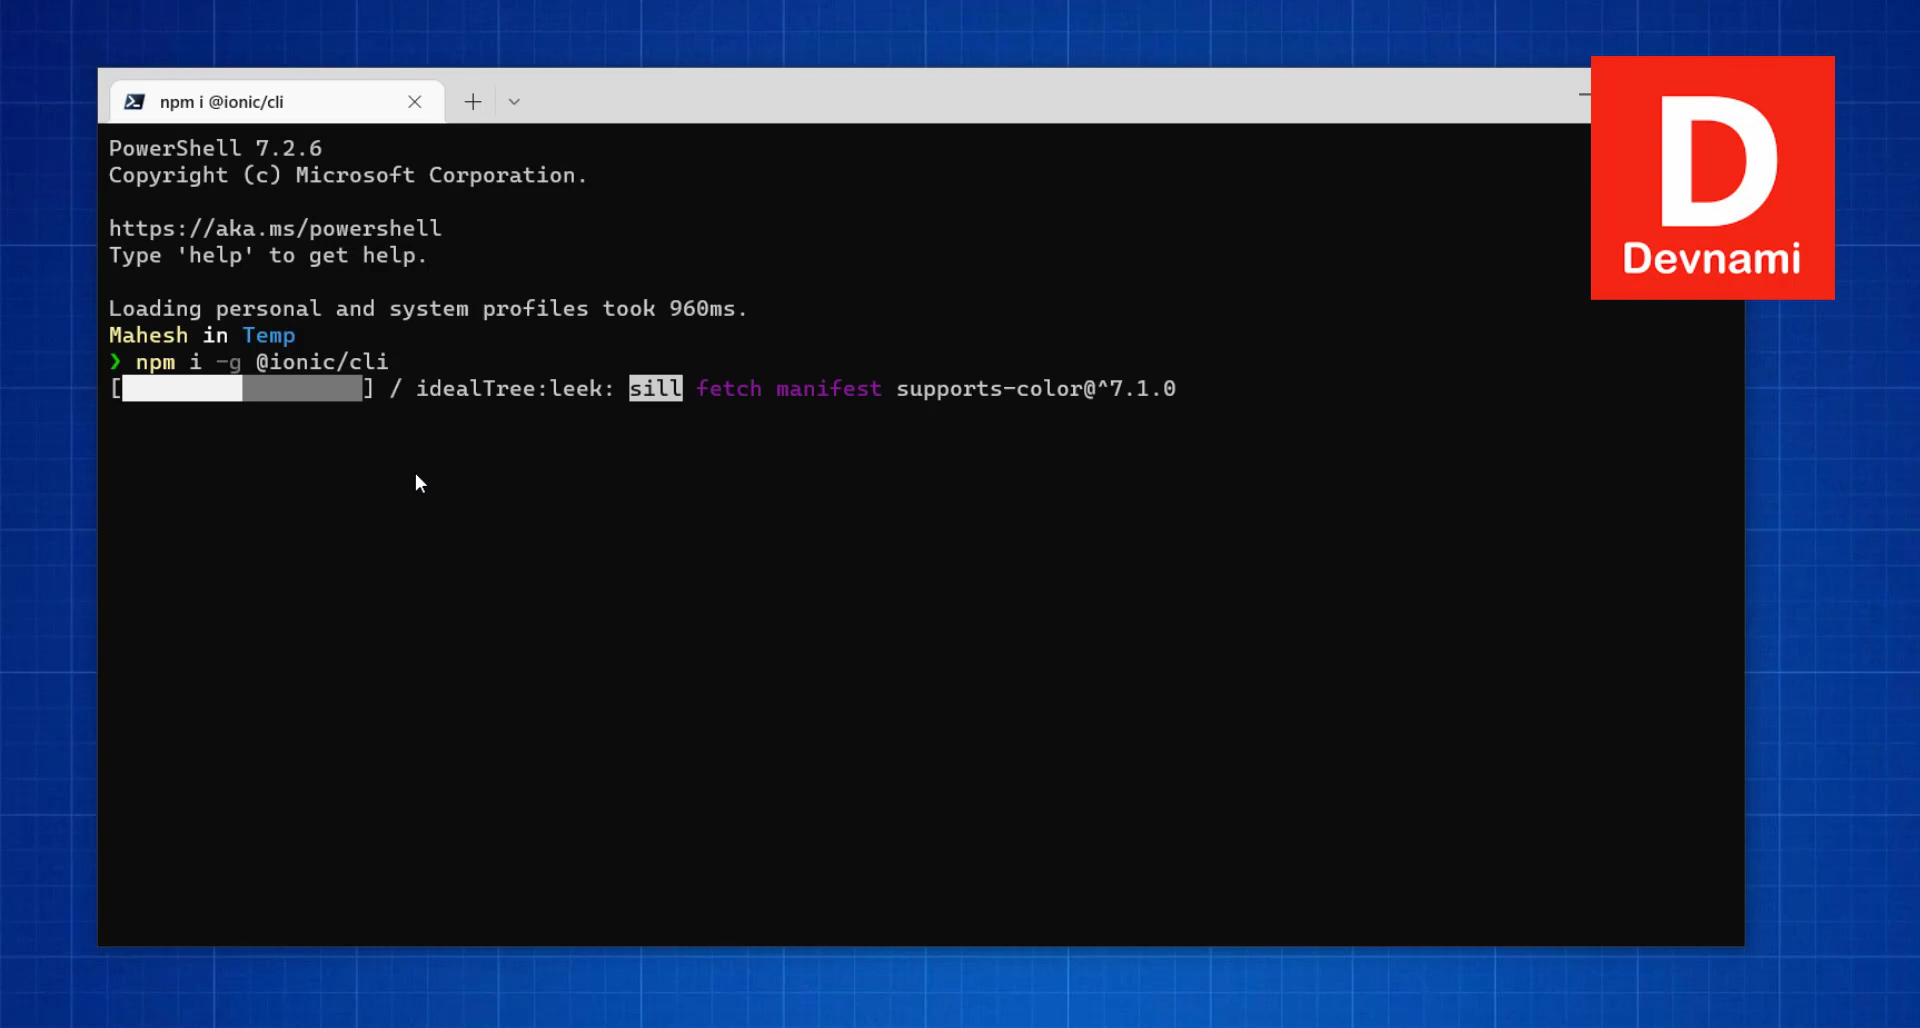 npm i @ionic/cli
D
Devnami
PowerShell 7.2.6
Copyright (c) Microsoft Corporation.
https://aka.ms/powershell
Type 'help' to get help.
Loading personal and system profiles took 960ms.
Mahesh in Temp
❯ npm i -g @ionic/cli
[                  ] / idealTree:leek: sill fetch manifest supports-color@^7.1.0